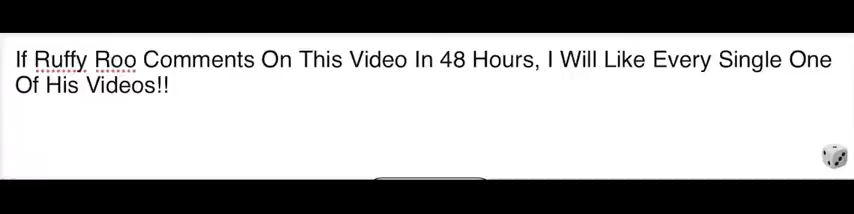 If Ruffy Roo Comments On This Video In 48 Hours, I Will Like Every Single One
Of His Videos!!